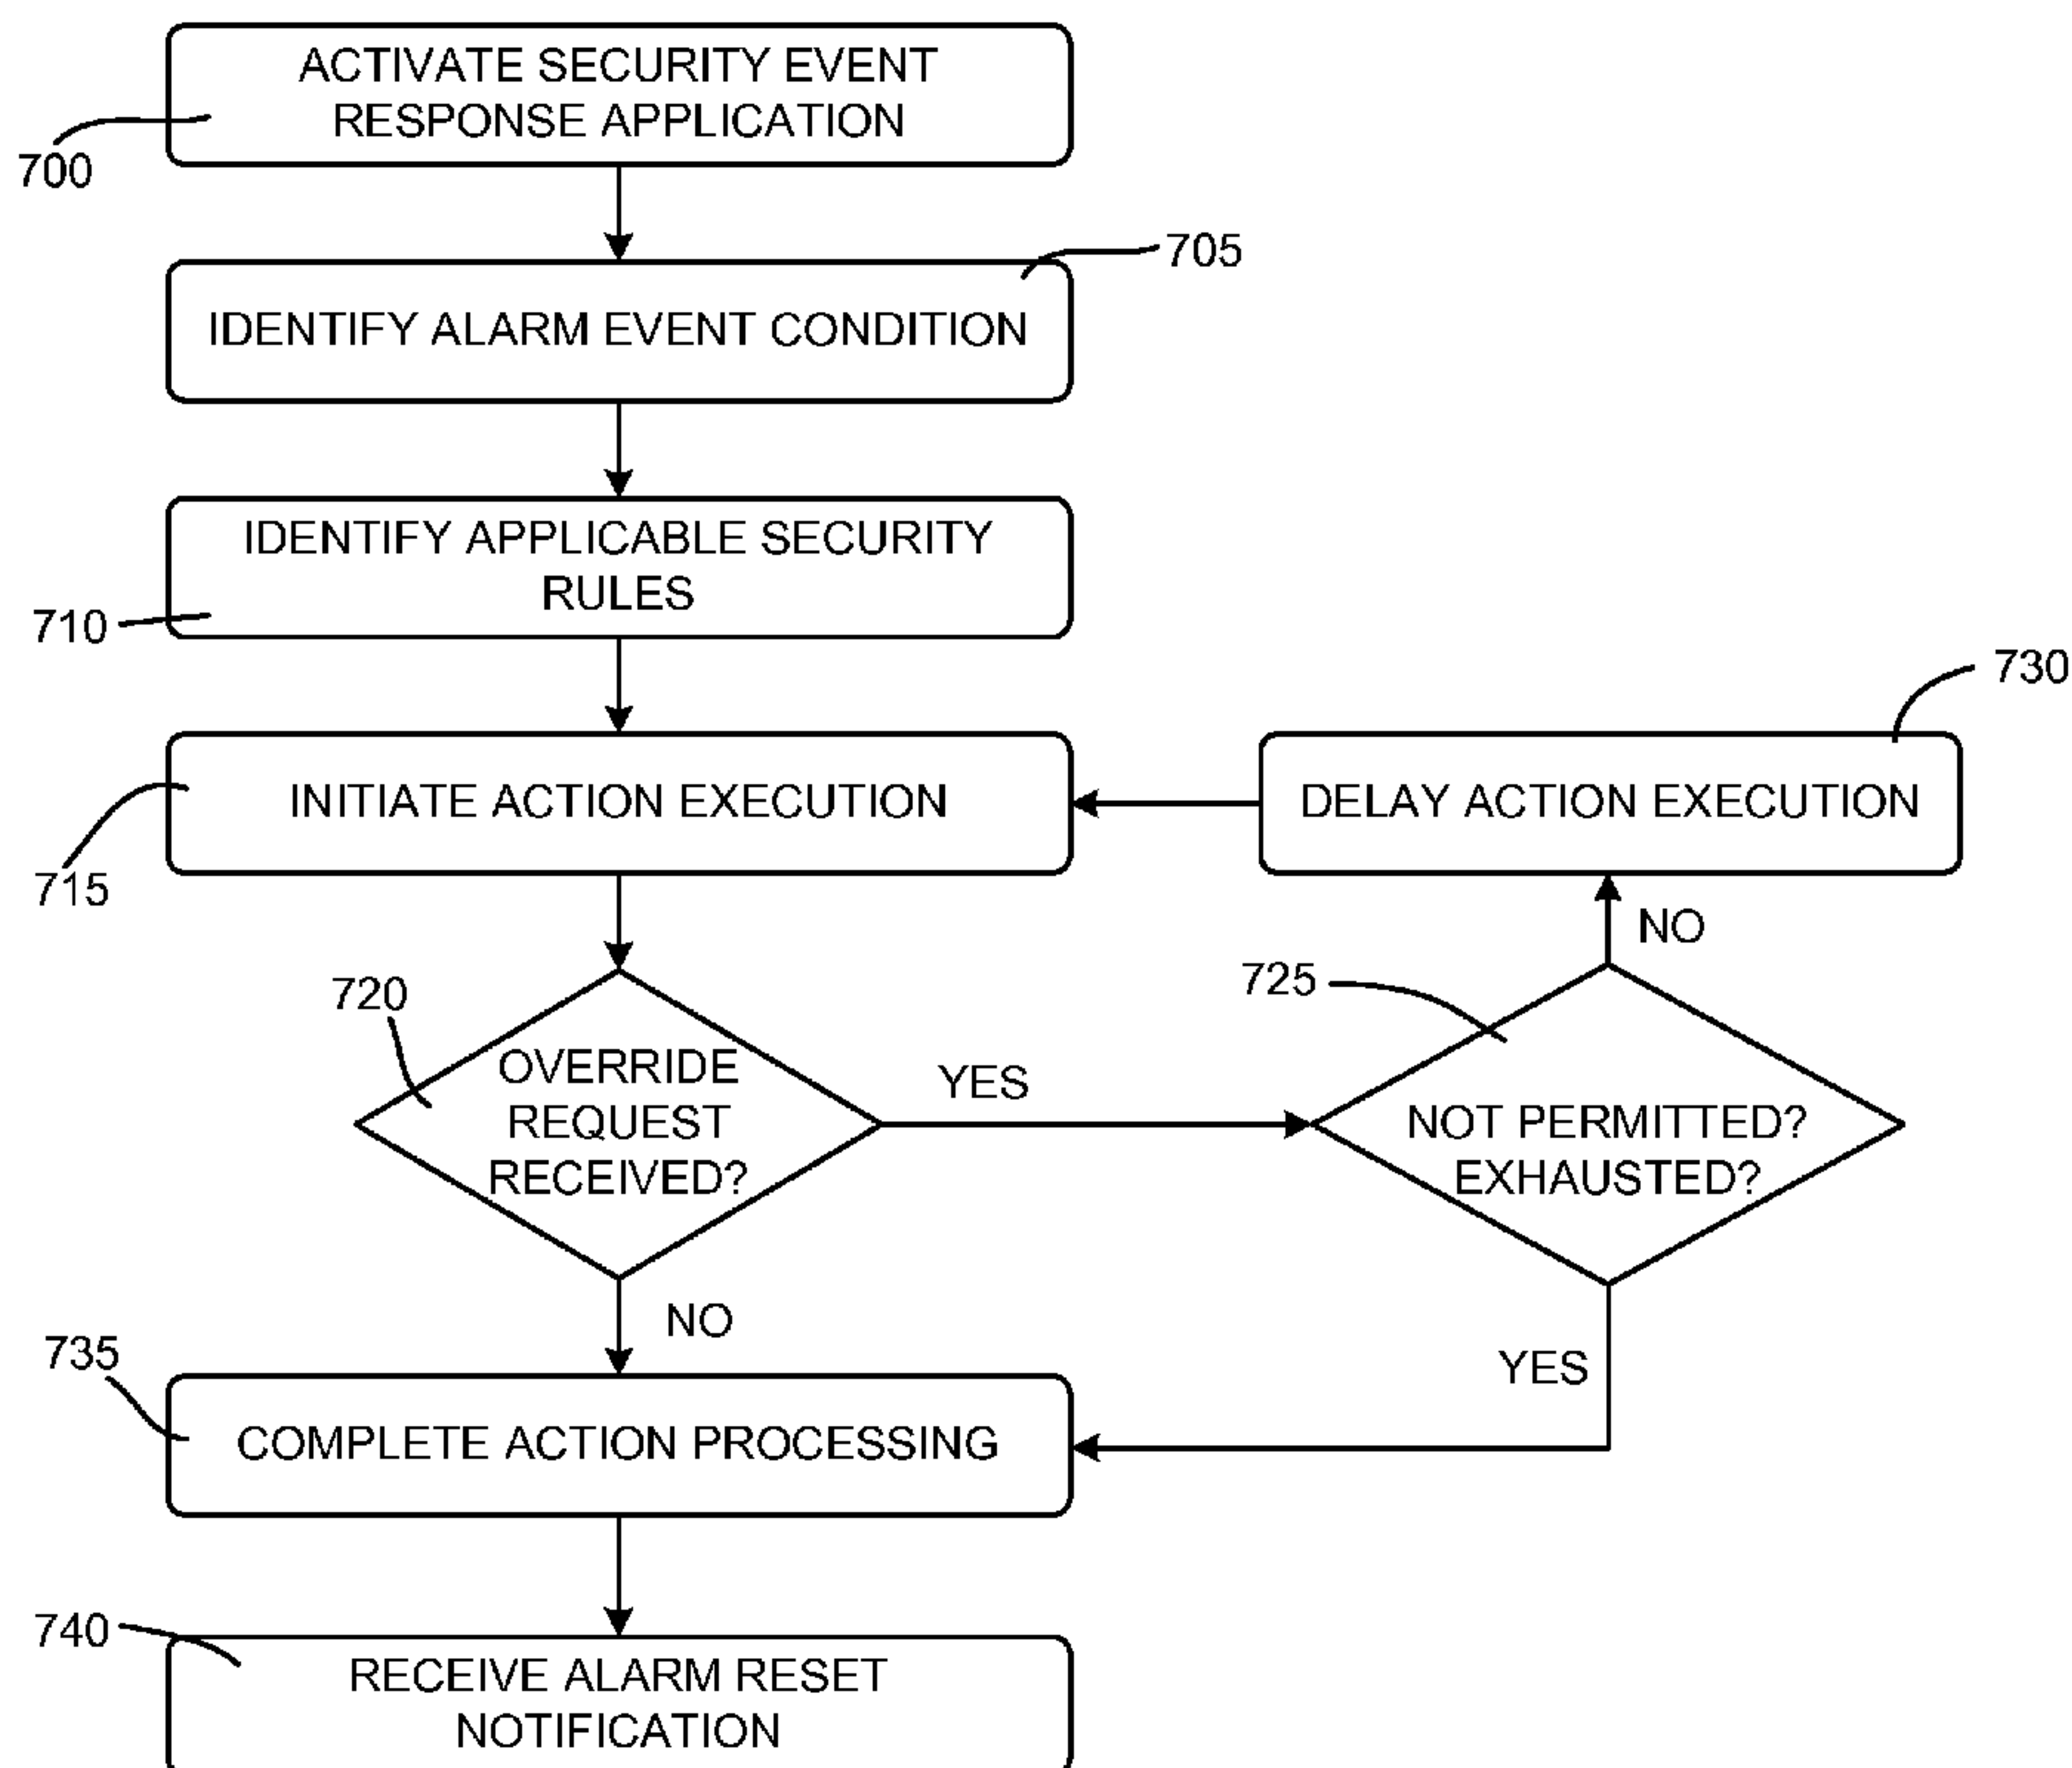 ACTIVATE SECURITY EVENT
RESPONSE APPLICATION
700
705
IDENTIFY ALARM EVENT CONDITION
IDENTIFY APPLICABLE SECURITY
RULES
710
730
INITIATE ACTION EXECUTION
DELAY ACTION EXECUTION
715
NO
720
725
OVERRIDE
REQUEST
RECEIVED?
YES
NOT PERMITTED?
EXHAUSTED?
NO
735
YES
COMPLETE ACTION PROCESSING
740
RECEIVE ALARM RESET
NOTIFICATION